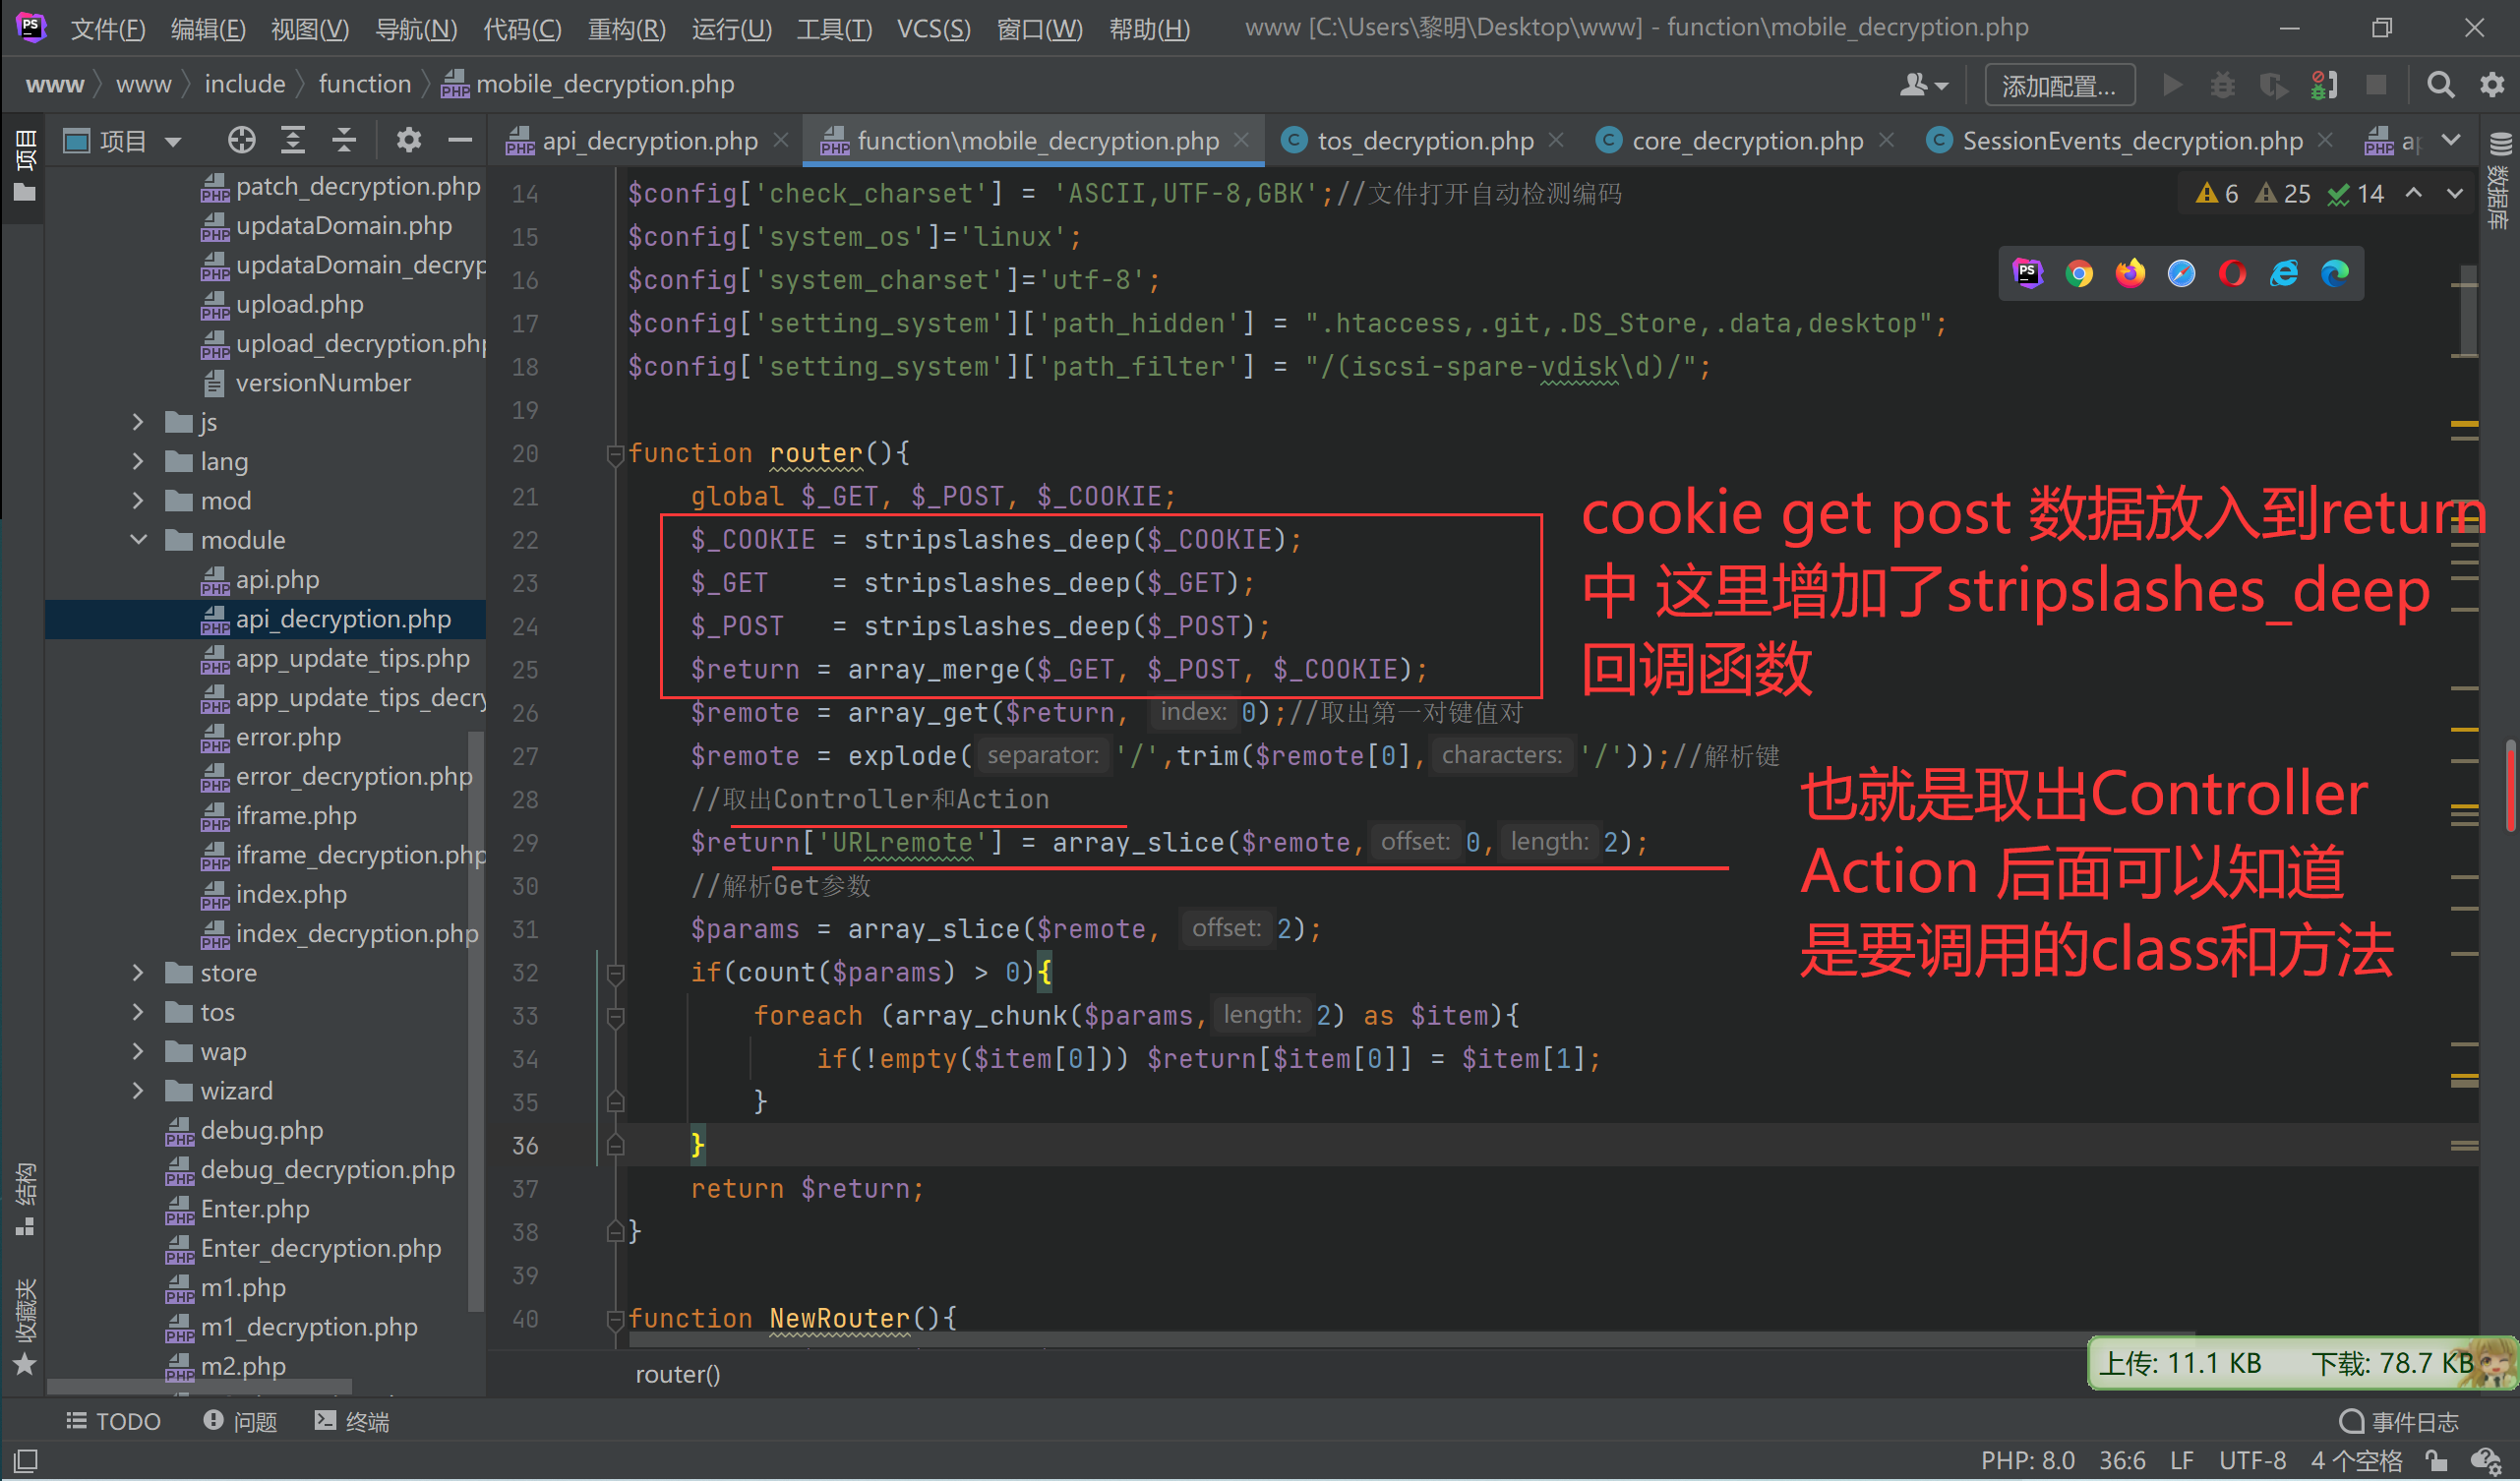 文件(F) 编辑(E) 视图(V) 导航(N) 代码(C) 重构(R) 运行(U) 工具(T) VCS(S) 窗口(W) 帮助(H) www [C:\Users\黎明\Desktop\www] - function\mobile_decryption.php
www www include function mobile_decryption.php 添加配置...
项目
项目
api_decryption.php function\mobile_decryption.php tos_decryption.php core_decryption.php SessionEvents_decryption.php
数据库
6 25 14
patch_decryption.php
updataDomain.php
updataDomain_decryp
upload.php
upload_decryption.php
versionNumber
js
lang
mod
module
api.php
api_decryption.php
app_update_tips.php
app_update_tips_decry
error.php
error_decryption.php
iframe.php
iframe_decryption.php
index.php
index_decryption.php
store
tos
wap
wizard
debug.php
debug_decryption.php
Enter.php
Enter_decryption.php
m1.php
m1_decryption.php
m2.php
结构
收藏夹
14 $config['check_charset'] = 'ASCII,UTF-8,GBK';//文件打开自动检测编码
15 $config['system_os']='linux';
16 $config['system_charset']='utf-8';
17 $config['setting_system']['path_hidden'] = ".htaccess,.git,.DS_Store,.data,desktop";
18 $config['setting_system']['path_filter'] = "/(iscsi-spare-vdisk\d)/";
19
20 function router(){
21 global $_GET, $_POST, $_COOKIE;
22 $_COOKIE = stripslashes_deep($_COOKIE);
23 $_GET = stripslashes_deep($_GET);
24 $_POST = stripslashes_deep($_POST);
25 $return = array_merge($_GET, $_POST, $_COOKIE);
26 $remote = array_get($return, index: 0);//取出第一对键值对
27 $remote = explode( separator: '/',trim($remote[0], characters: '/'));//解析键
28 //取出Controller和Action
29 $return['URLremote'] = array_slice($remote, offset: 0, length: 2);
30 //解析Get参数
31 $params = array_slice($remote, offset: 2);
32 if(count($params) > 0){
33 foreach (array_chunk($params, length: 2) as $item){
34 if(!empty($item[0])) $return[$item[0]] = $item[1];
35 }
36 }
37 return $return;
38 }
39
40 function NewRouter(){
cookie get post 数据放入到return
中 这里增加了stripslashes_deep
回调函数
也就是取出Controller
Action 后面可以知道
是要调用的class和方法
router()
上传: 11.1 KB 下载: 78.7 KB
TODO 问题 终端 事件日志
PHP: 8.0 36:6 LF UTF-8 4 个空格